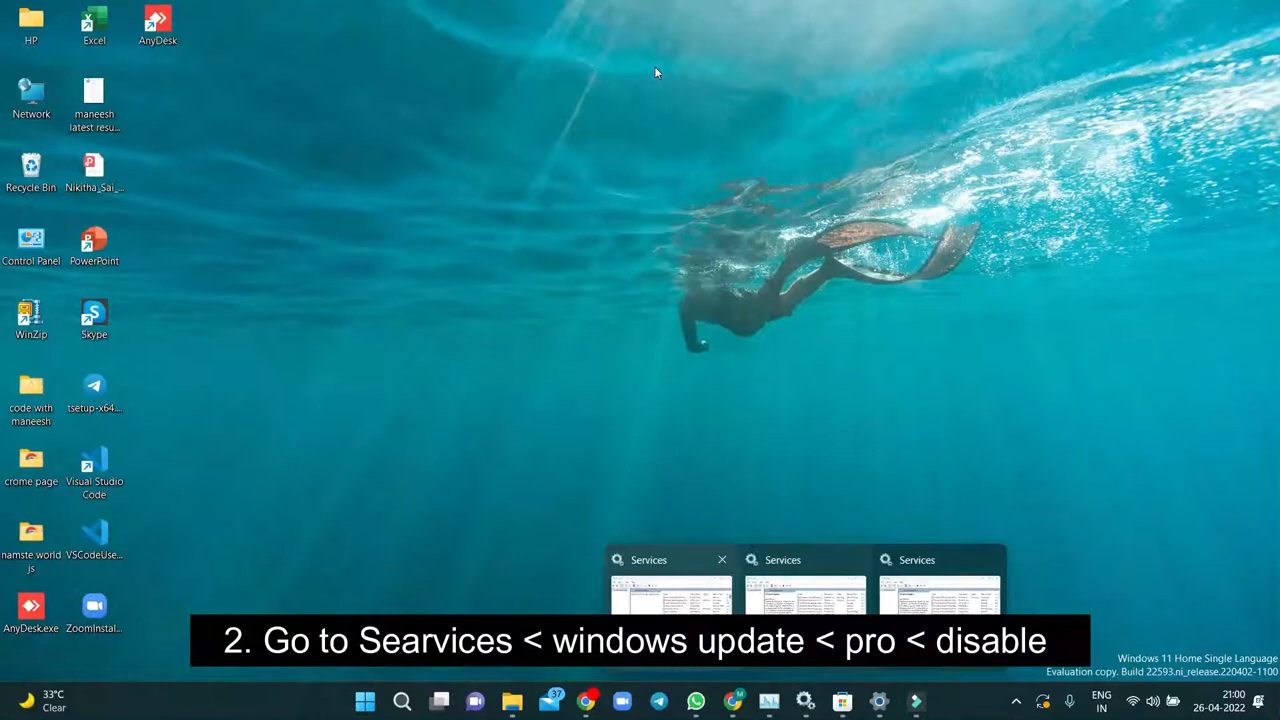 HP
Excel
AnyDesk
Network
maneesh
latest resu...
Recycle Bin
Nikitha_Sai_...
Control Panel
PowerPoint
WinZip
Skype
code with
maneesh
tsetup-x64....
crome page
Visual Studio
Code
namste world
js
VSCodeUse...
AnyDesk.exe
ZoomInstal...
Services
Services
Services
2. Go to Searvices < windows update < pro < disable
Windows 11 Home Single Language
Evaluation copy. Build 22593.ni_release.220402-1100
33°C
Clear
37
M
ENG
IN
21:00
26-04-2022